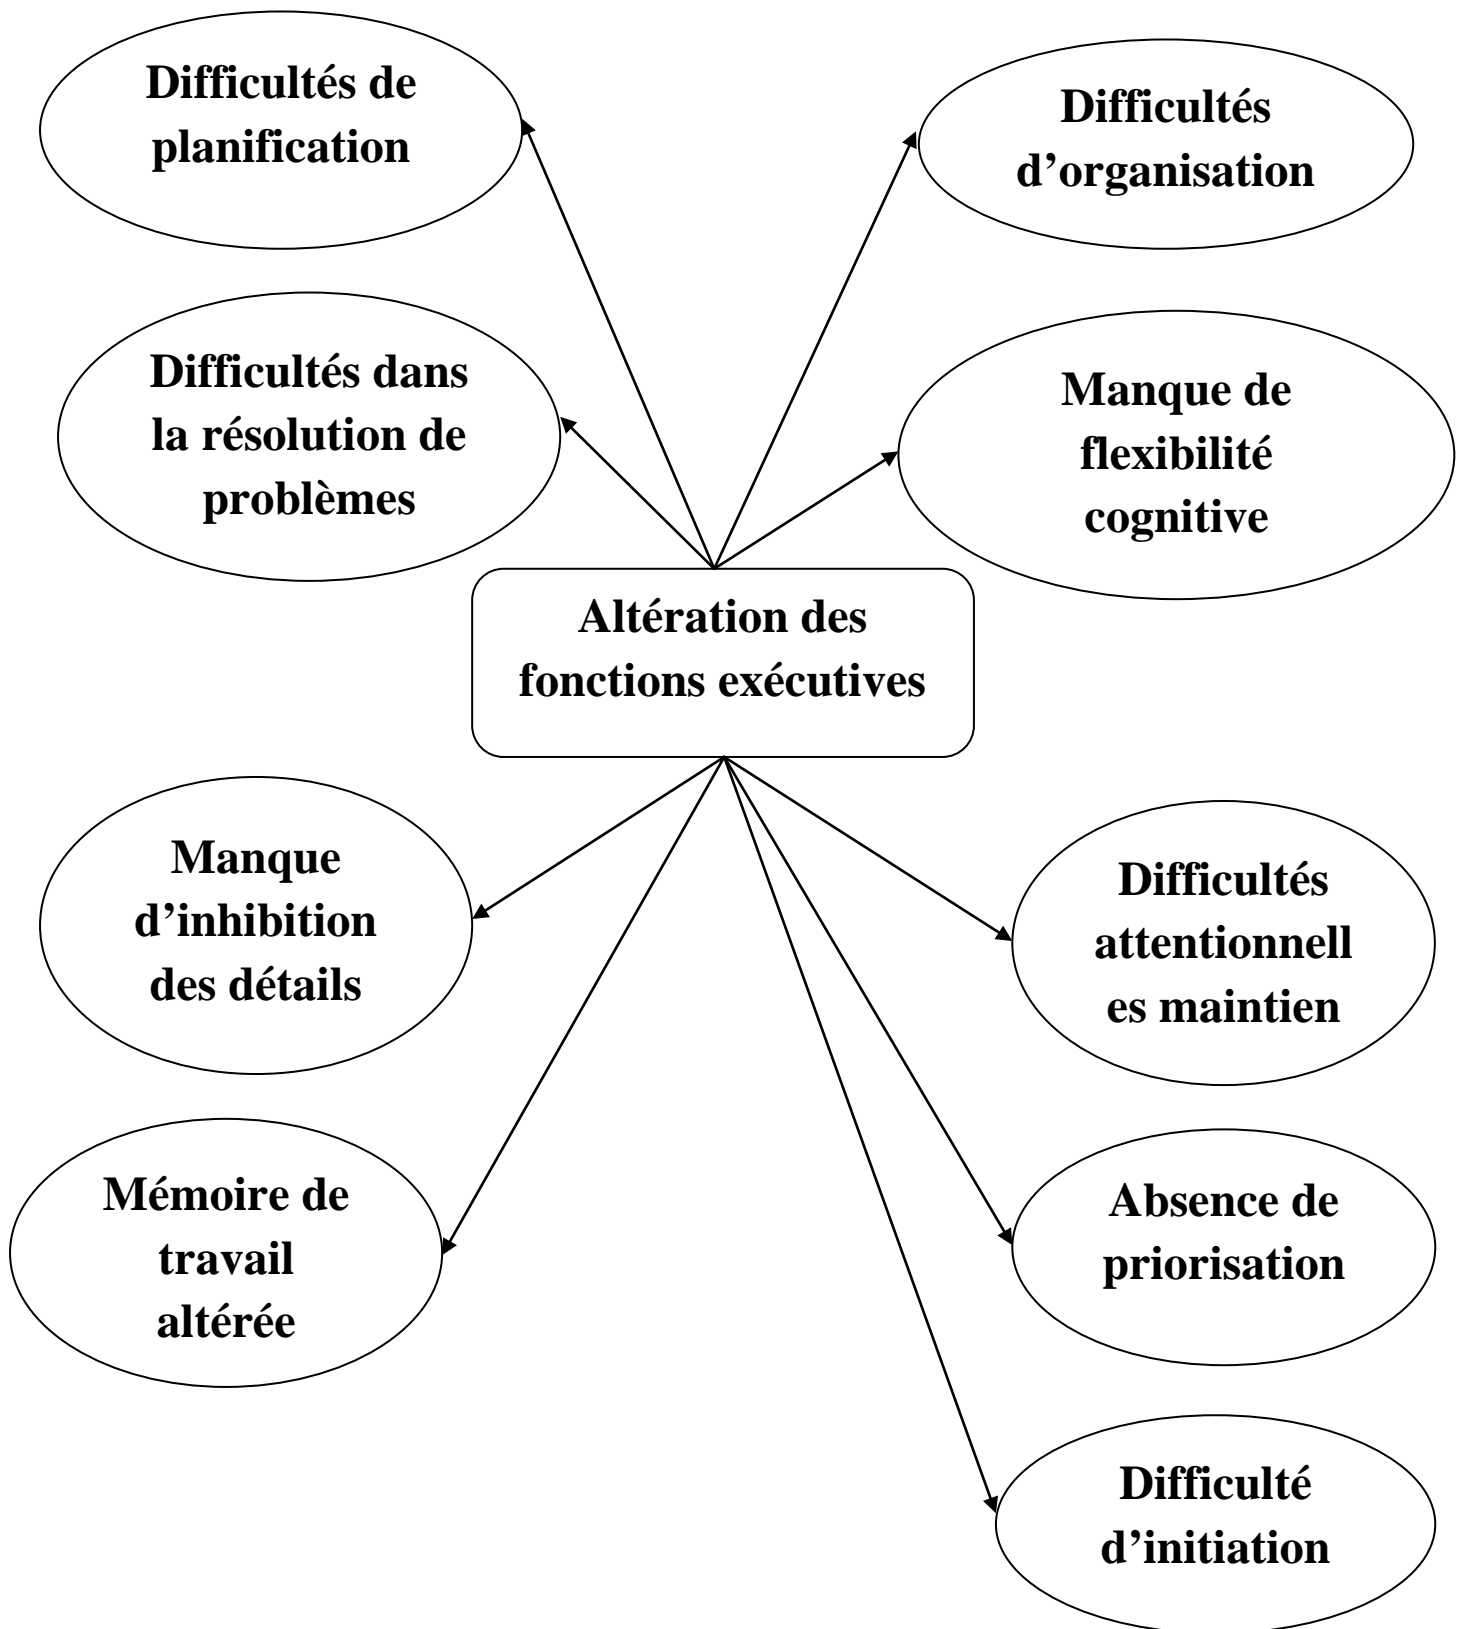 Difficultés de
planification
Difficultés
d’organisation
Difficultés dans
la résolution de
problèmes
Manque de
flexibilité
cognitive
Altération des
fonctions exécutives
Manque
d’inhibition
des détails
Difficultés
attentionnell
es maintien
Mémoire de
travail
altérée
Absence de
priorisation
Difficulté
d’initiation